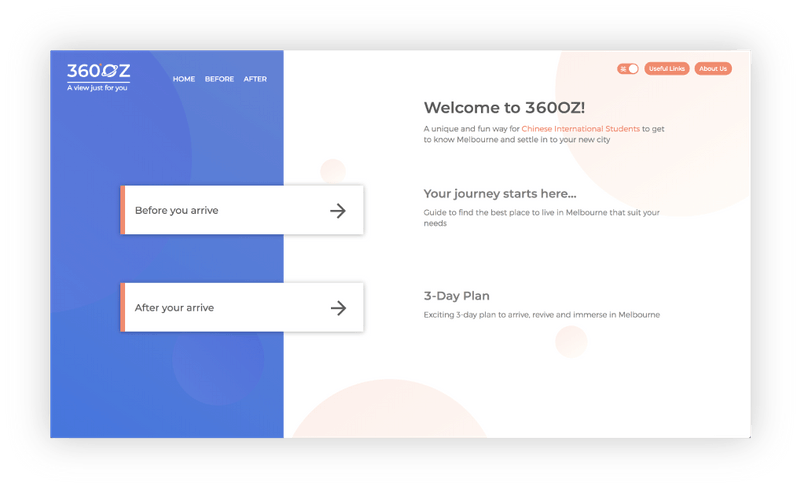 360OZ
A view just for you
HOME BEFORE AFTER
Useful Links
About Us
Welcome to 360OZ!
A unique and fun way for Chinese International Students to get
to know Melbourne and settle in to your new city
Before you arrive
Your journey starts here...
Guide to find the best place to live in Melbourne that suit your
needs
After your arrive
3-Day Plan
Exciting 3-day plan to arrive, revive and immerse in Melbourne